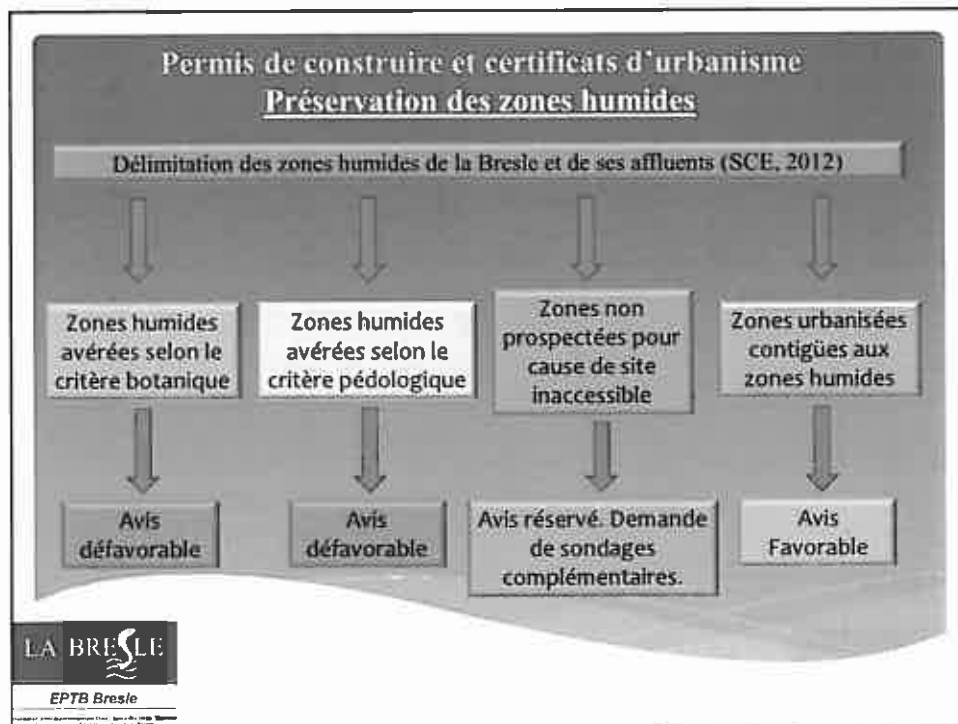 Permis de construire et certificats d'urbanisme
Préservation des zones humides
Délimitation des zones humides de la Bresle et de ses affluents (SCE, 2012)
Zones humides
avérées selon le
critère botanique
Zones humides
avérées selon le
critère pédologique
Zones non
prospectées pour
cause de site
inaccessible
Zones urbanisées
contigües aux
zones humides
Avis
défavorable
Avis
défavorable
Avis réservé. Demande
de sondages
complémentaires.
Avis
Favorable
LA BRESLE
EPTB Bresle